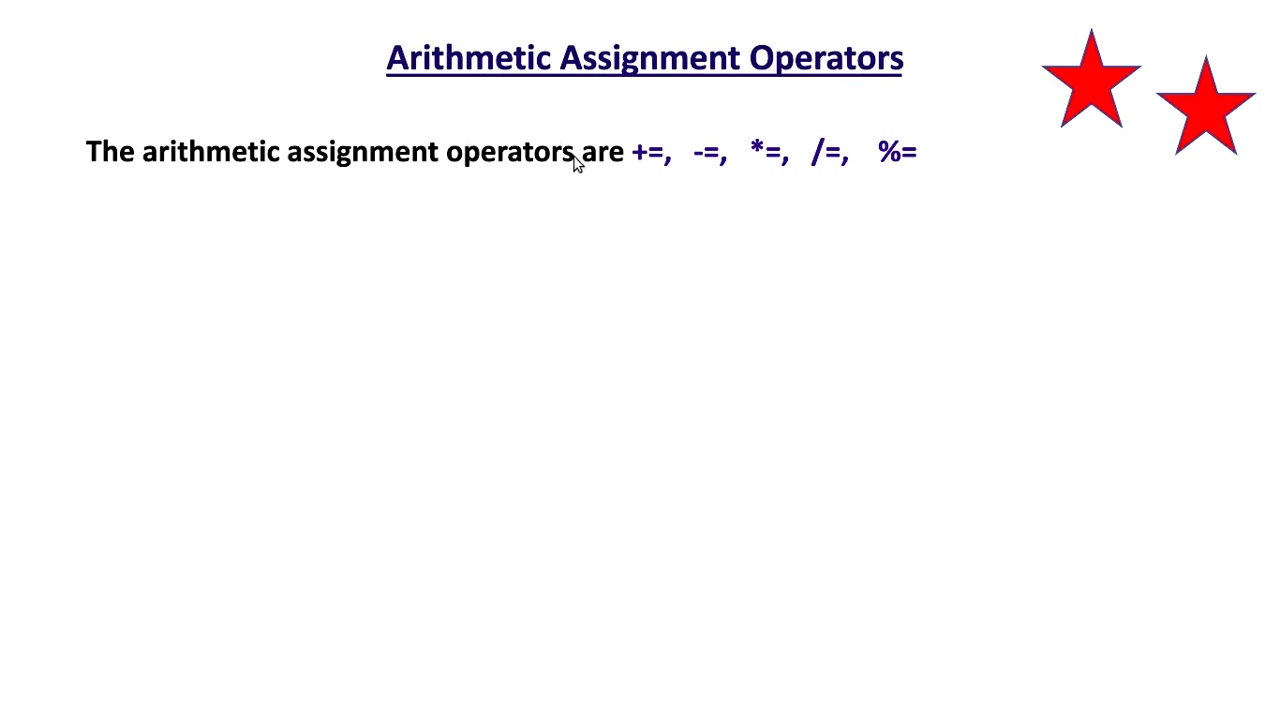 Arithmetic Assignment Operators
The arithmetic assignment operators are +=, -=, *=, /=, %=